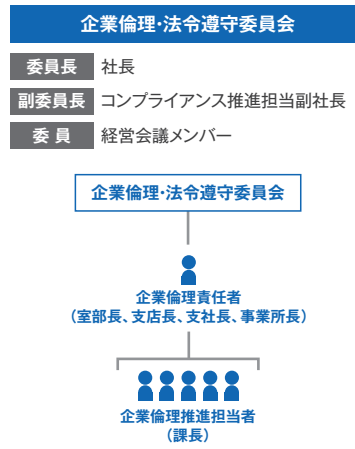 企業倫理・法令遵守委員会
委員長 社長
副委員長 コンプライアンス推進担当副社長
委員 経営会議メンバー
企業倫理・法令遵守委員会
企業倫理責任者
（室部長、支店長、支社長、事業所長）
企業倫理推進担当者
（課長）